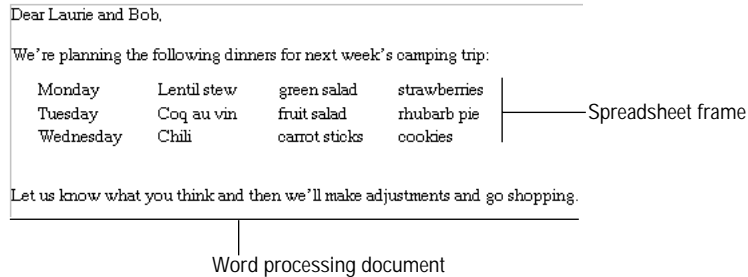 Dear Laurie and Bob,
We're planning the following dinners for next week's camping trip:
Monday Lentil stew green salad strawberries
Tuesday Coq au vin fruit salad rhubarb pie
Wednesday Chili carrot sticks cookies
Spreadsheet frame
Let us know what you think and then we'll make adjustments and go shopping.
Word processing document